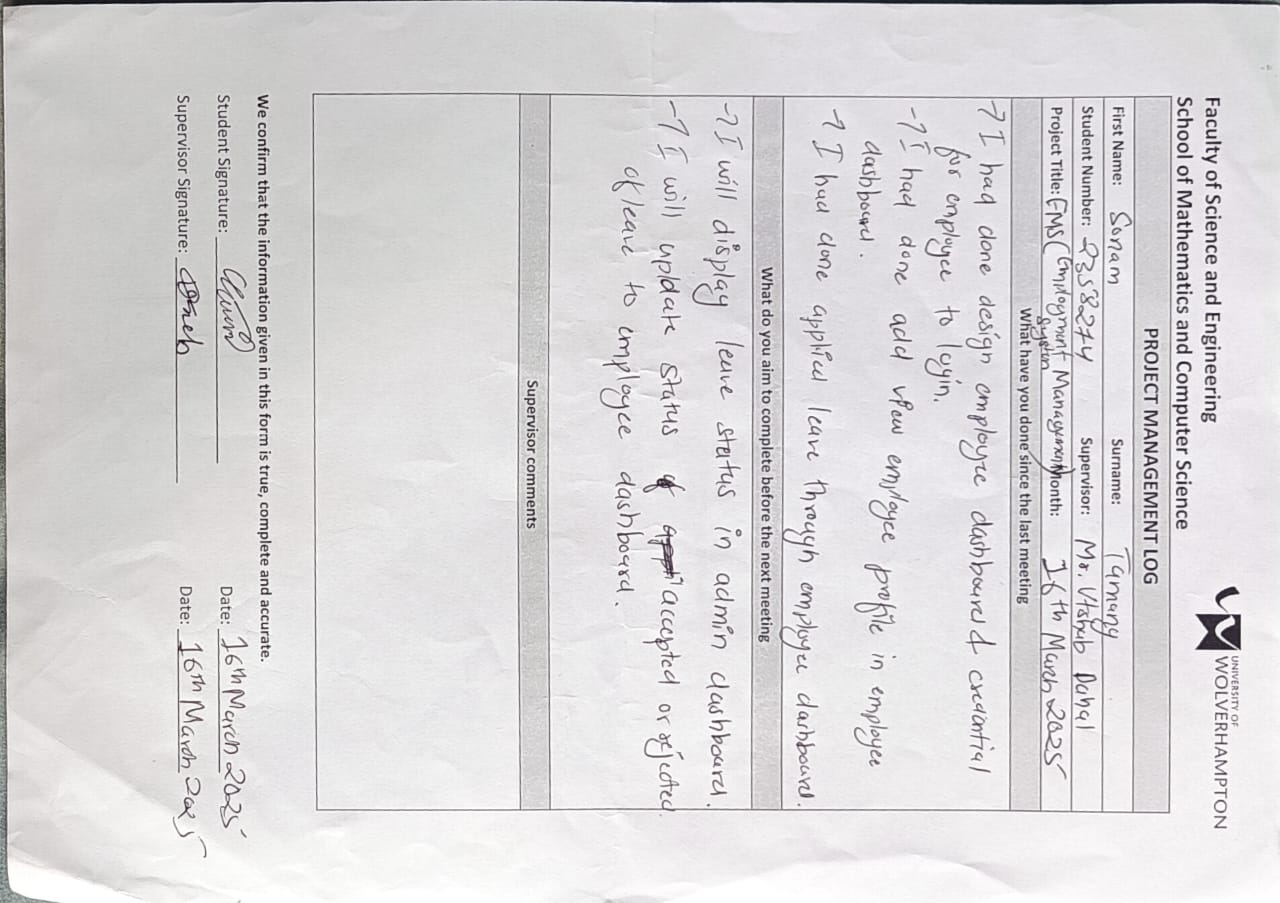 Faculty of Science and Engineering
School of Mathematics and Computer Science
UNIVERSITY OF
WOLVERHAMPTON
PROJECT MANAGEMENT LOG
First Name: Sonam Surname: Tamang
Student Number: 2358274 Supervisor: Mr. Utshab Dahal
Project Title: EMS (Employment Management System) Month: 16th March 2025
What have you done since the last meeting
→ I had done design employee dashboard & credential
for employee to login.
→ I had done add view employee profile in employee
dashboard.
→ I had done applied leave through employee dashboard.
What do you aim to complete before the next meeting
→ I will display leave status in admin dashboard.
→ I will update status of accepted or rejected
of leave to employee dashboard.
Supervisor comments
We confirm that the information given in this form is true, complete and accurate.
Student Signature: Date: 16th March 2025
Supervisor Signature: Date: 16th March 2025